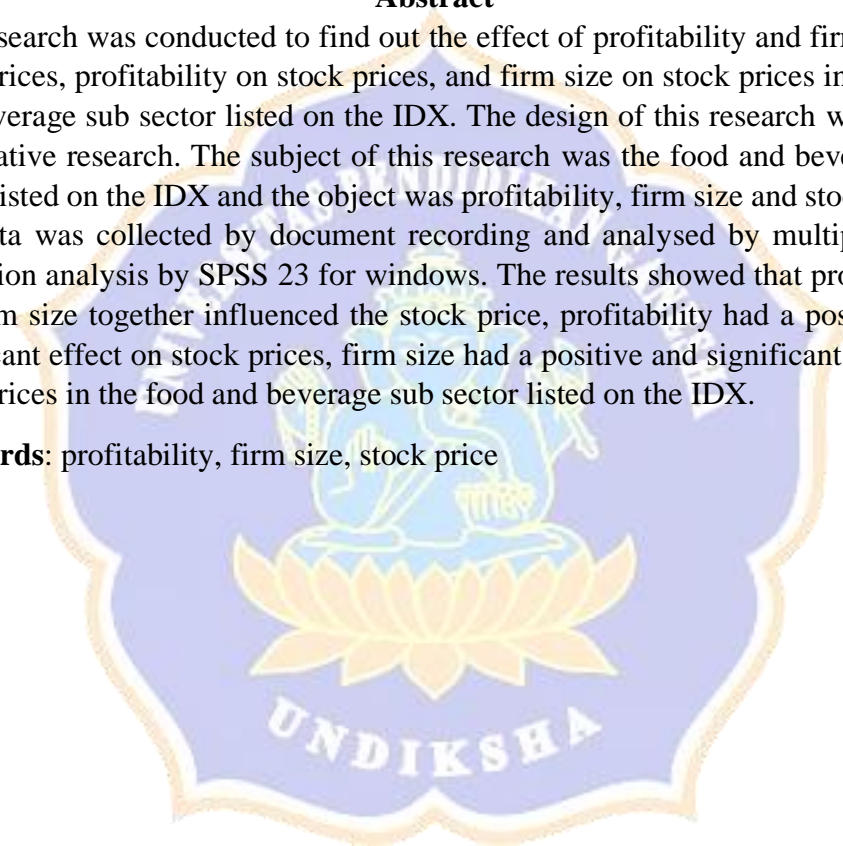 Abstract
search was conducted to find out the effect of profitability and fir
rices, profitability on stock prices, and firm size on stock prices in
verage sub sector listed on the IDX. The design of this research w
ative research. The subject of this research was the food and bev
listed on the IDX and the object was profitability, firm size and sto
ta was collected by document recording and analysed by multip
ion analysis by SPSS 23 for windows. The results showed that pro
m size together influenced the stock price, profitability had a pos
cant effect on stock prices, firm size had a positive and significant
rices in the food and beverage sub sector listed on the IDX.
rds: profitability, firm size, stock price
UNIVERSITAS PENDIDIKAN GANESHA
UNDIKSHA